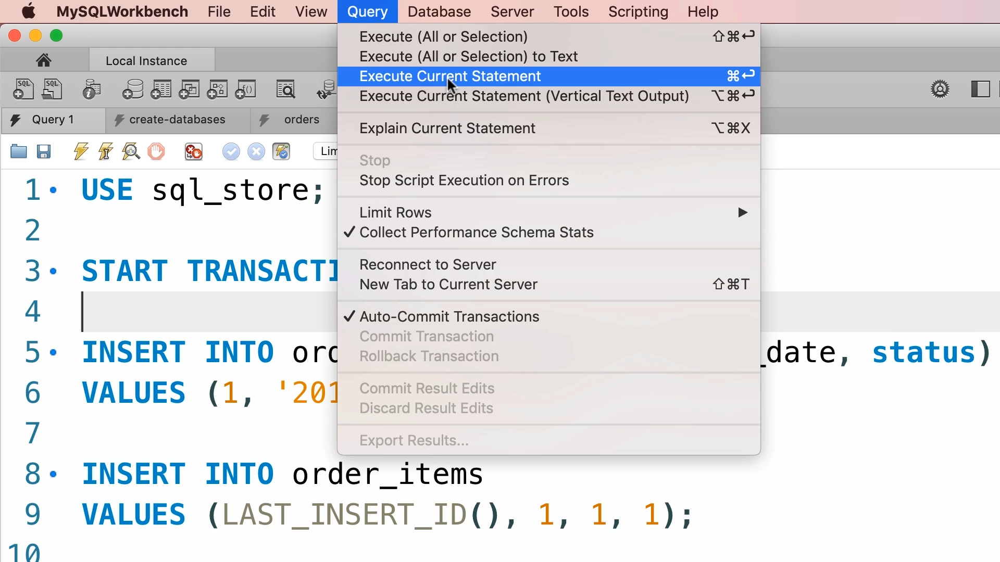 MySQLWorkbench File Edit View Query Database Server Tools Scripting Help
Execute (All or Selection) ⇧⌘↩
Local Instance
Execute (All or Selection) to Text
Execute Current Statement ⌘↩
SQL SQL
Execute Current Statement (Vertical Text Output) ⌥⌘↩
Query 1 create-databases orders
Explain Current Statement ⌥⌘X
Lim
Stop
Stop Script Execution on Errors
1 USE sql_store;
Limit Rows ▶
2
✓ Collect Performance Schema Stats
Reconnect to Server
3 START TRANSACTI
New Tab to Current Server ⇧⌘T
4
✓ Auto-Commit Transactions
Commit Transaction
Rollback Transaction
5 INSERT INTO ord _date, status)
6 VALUES (1, '201
Commit Result Edits
Discard Result Edits
7
Export Results...
8 INSERT INTO order_items
9 VALUES (LAST_INSERT_ID(), 1, 1, 1);
10